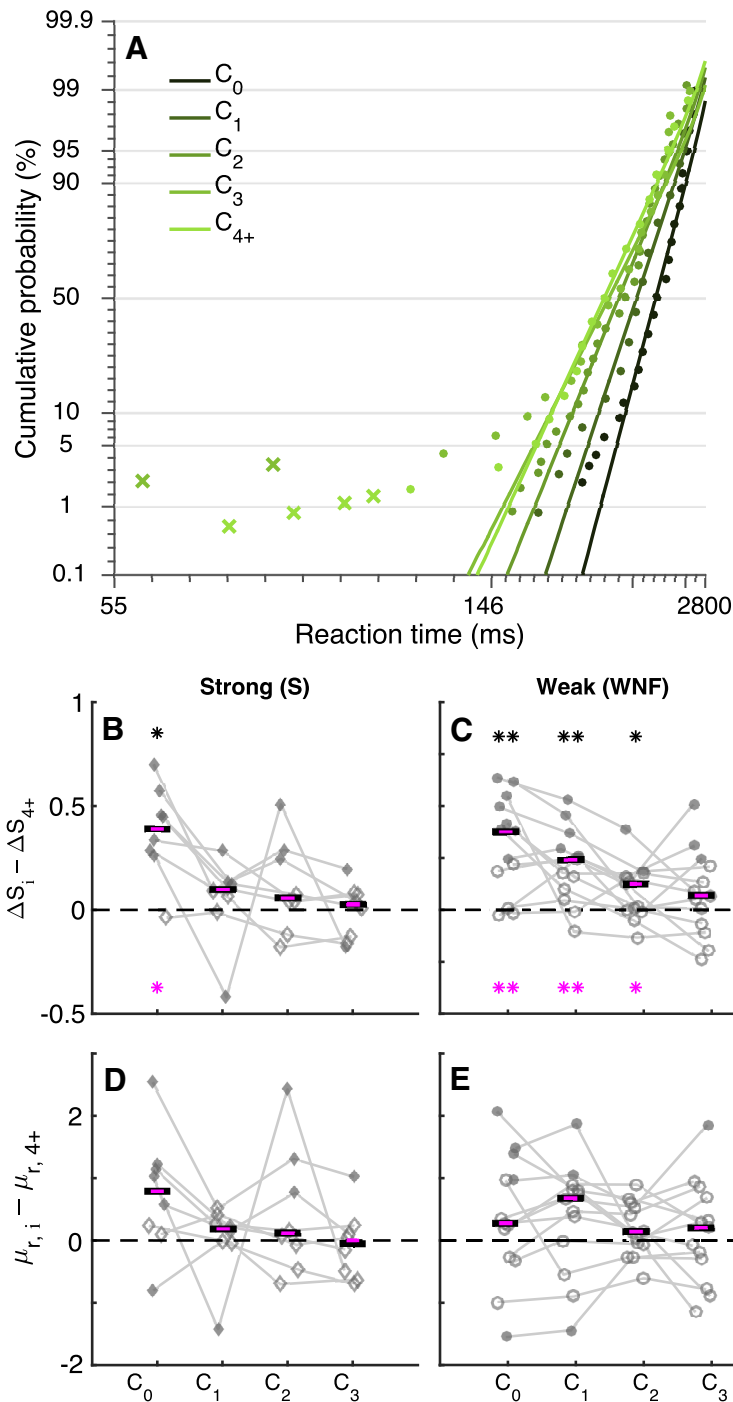 A
Cumulative probability (%)
99.9
99
95
90
50
10
5
1
0.1
C0
C1
C2
C3
C4+
55
146
2800
Reaction time (ms)
Strong (S)
Weak (WNF)
B
C
ΔSi − ΔS4+
1
0.5
0
-0.5
*
** ** *
*
** ** *
D
E
μr, i − μr, 4+
2
0
-2
C0 C1 C2 C3
C0 C1 C2 C3